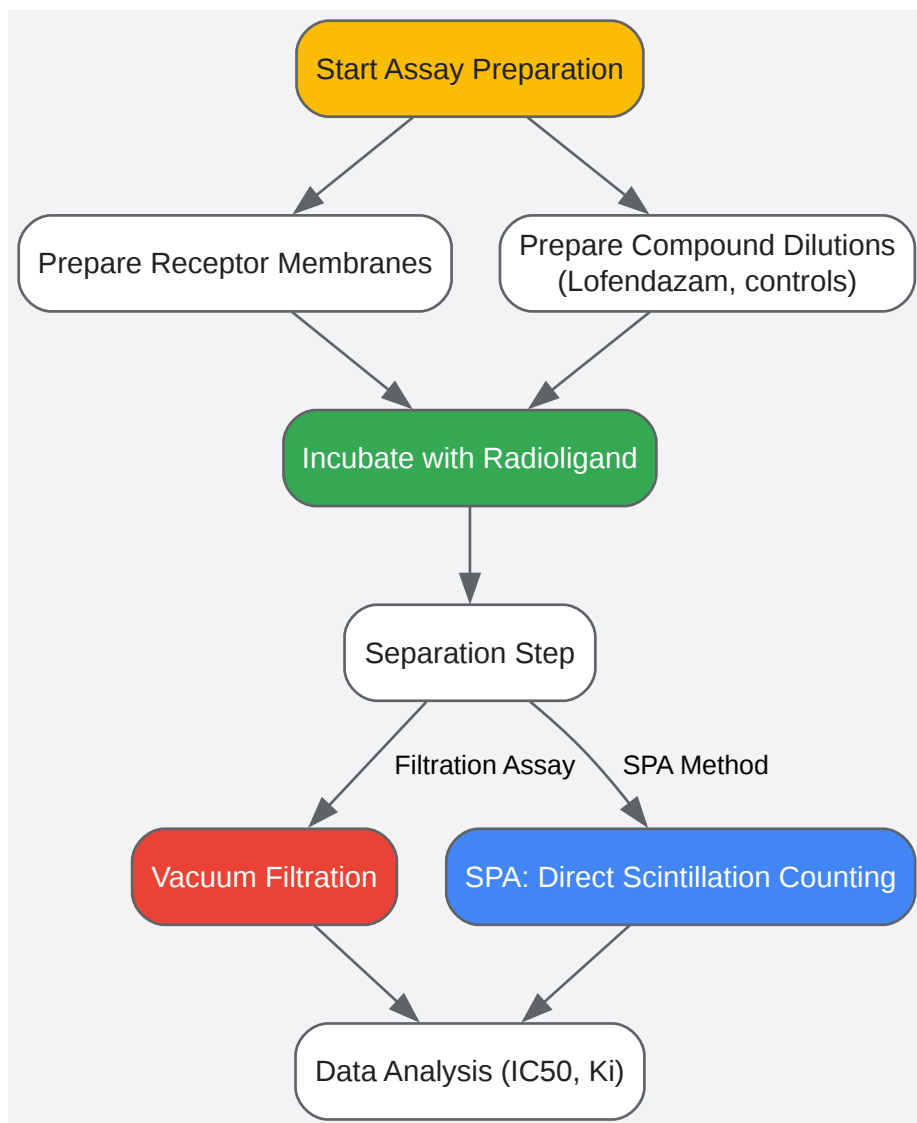 Start Assay Preparation
Prepare Receptor Membranes
Prepare Compound Dilutions
(Lofendazam, controls)
Incubate with Radioligand
Separation Step
Filtration Assay
SPA Method
Vacuum Filtration
SPA: Direct Scintillation Counting
Data Analysis (IC50, Ki)